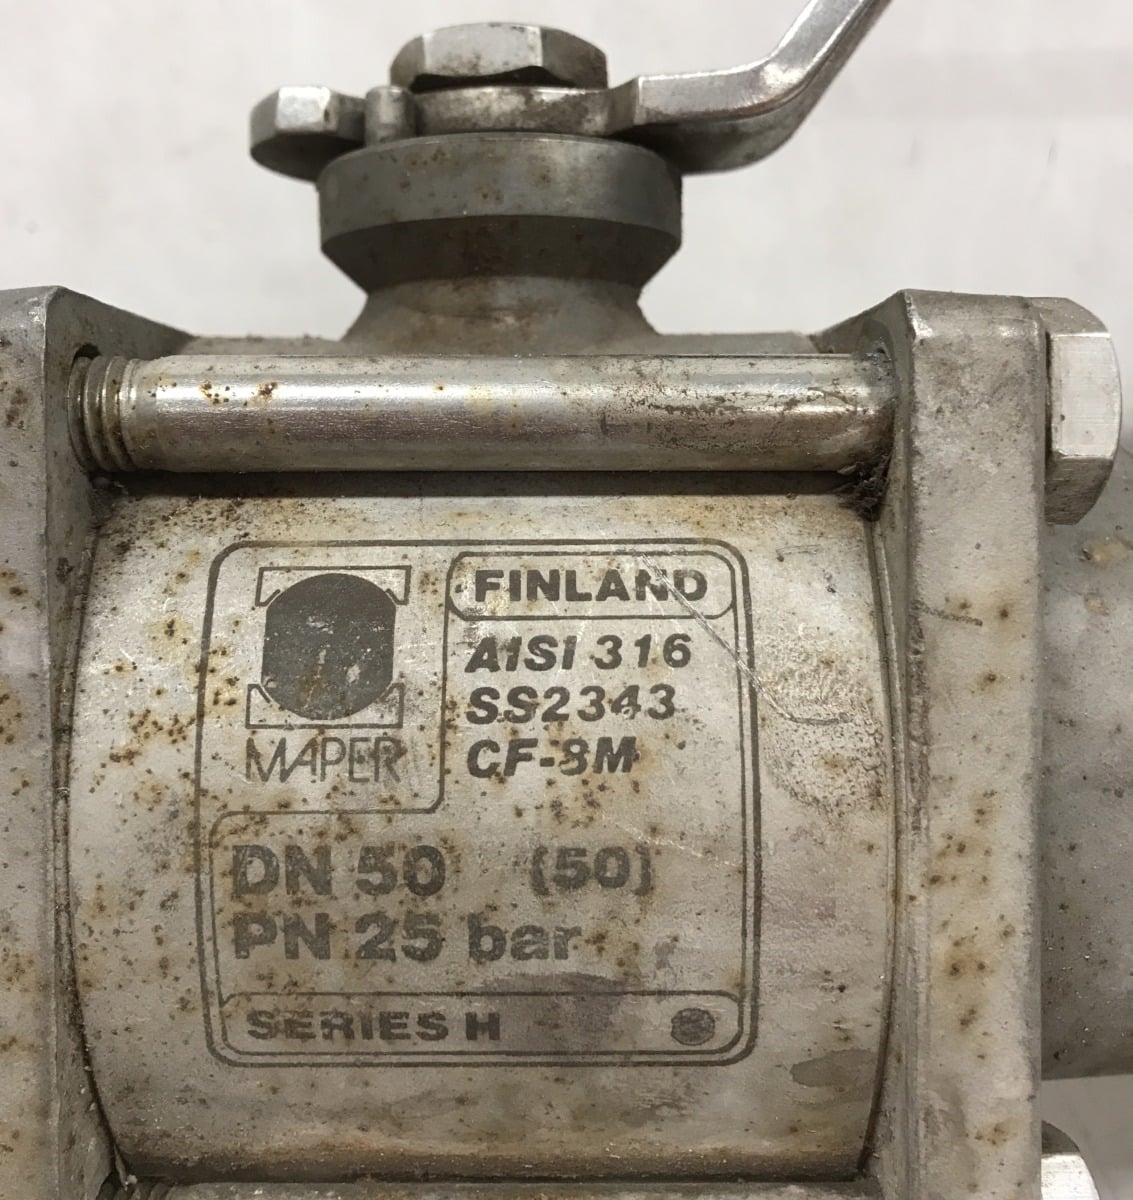 FINLAND
AISI 316
SS2343
CF-8M
MAPER
DN 50 (50)
PN 25 bar
SERIES H